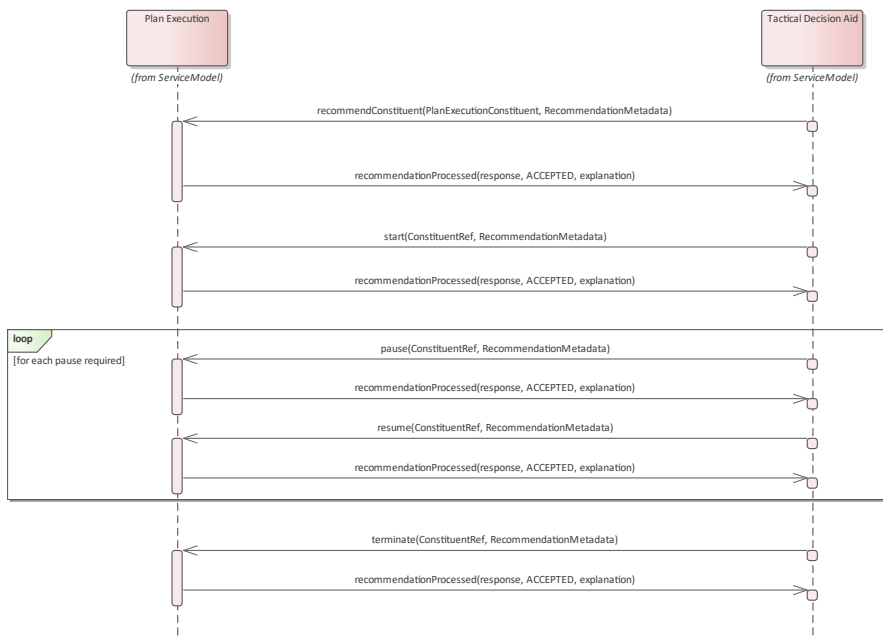 Plan Execution
Tactical Decision Aid
(from ServiceModel)
(from ServiceModel)
recommendConstituent(PlanExecutionConstituent, RecommendationMetadata)
recommendationProcessed(response, ACCEPTED, explanation)
start(ConstituentRef, RecommendationMetadata)
recommendationProcessed(response, ACCEPTED, explanation)
loop
pause(ConstituentRef, RecommendationMetadata)
[for each pause required]
recommendationProcessed(response, ACCEPTED, explanation)
resume(ConstituentRef, RecommendationMetadata)
recommendationProcessed(response, ACCEPTED, explanation)
terminate(ConstituentRef, RecommendationMetadata)
recommendationProcessed(response, ACCEPTED, explanation)